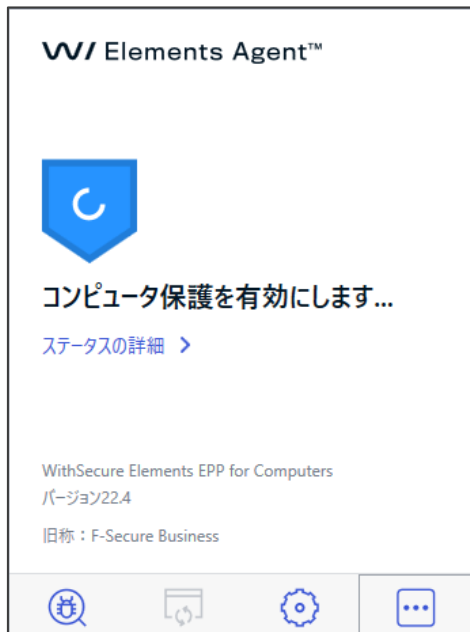 W/ Elements Agent™
コンピュータ保護を有効にします...
ステータスの詳細
WithSecure Elements EPP for Computers
バージョン22.4
旧称：F-Secure Business